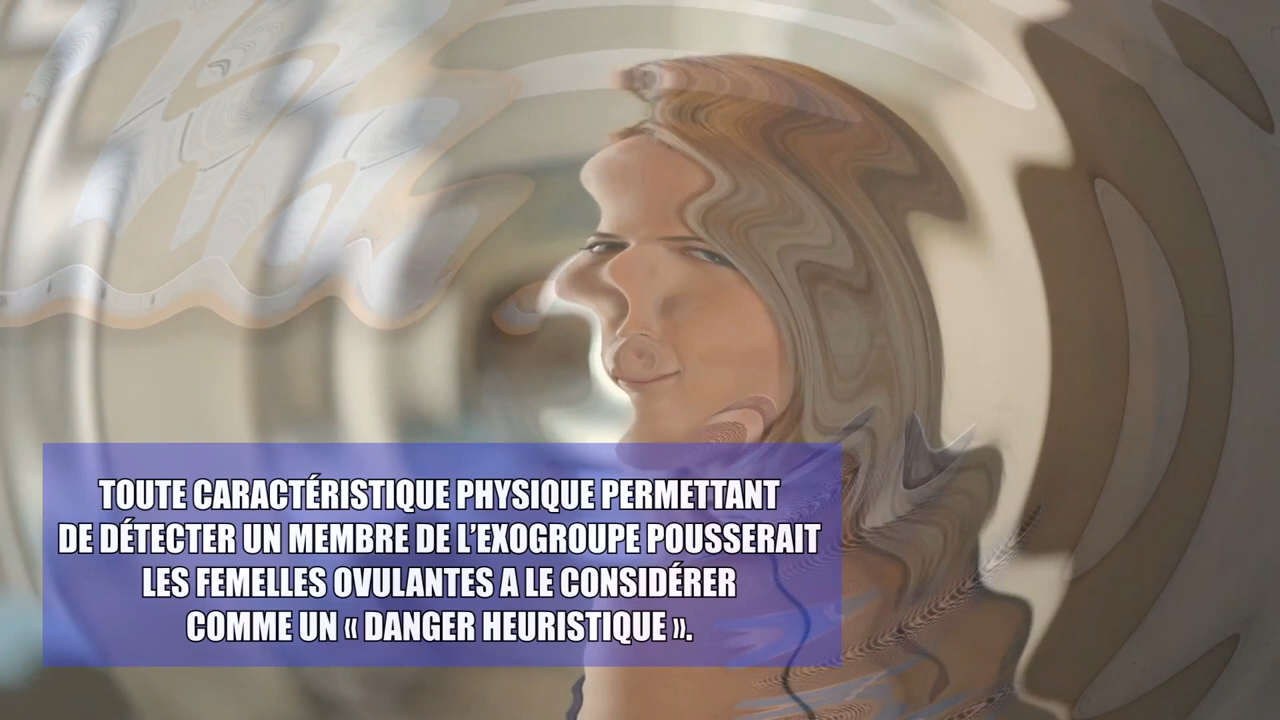 TOUTE CARACTÉRISTIQUE PHYSIQUE PERMETTANT
DE DÉTECTER UN MEMBRE DE L'EXOGROUPE POUSSERAIT
LES FEMELLES OVULANTES A LE CONSIDÉRER
COMME UN « DANGER HEURISTIQUE ».